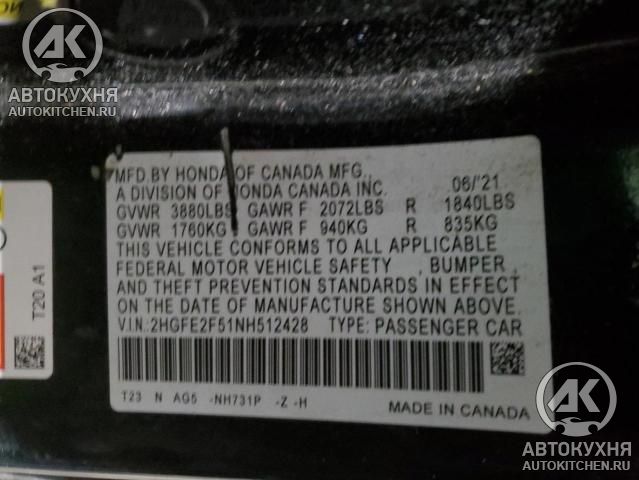 АВТОКУХНЯ
AUTOKITCHEN.RU
MFD.BY HONDA OF CANADA MFG., 06/'21
A DIVISION OF HONDA CANADA INC.
GVWR 3880LBS GAWR F 2072LBS R 1840LBS
GVWR 1760KG GAWR F 940KG R 835KG
THIS VEHICLE CONFORMS TO ALL APPLICABLE
FEDERAL MOTOR VEHICLE SAFETY , BUMPER ,
AND THEFT PREVENTION STANDARDS IN EFFECT
ON THE DATE OF MANUFACTURE SHOWN ABOVE.
V.I.N:2HGFE2F51NH512428 TYPE: PASSENGER CAR
T23 N AG5 -NH731P -Z -H
MADE IN CANADA
T20 A1
АВТОКУХНЯ
AUTOKITCHEN.RU